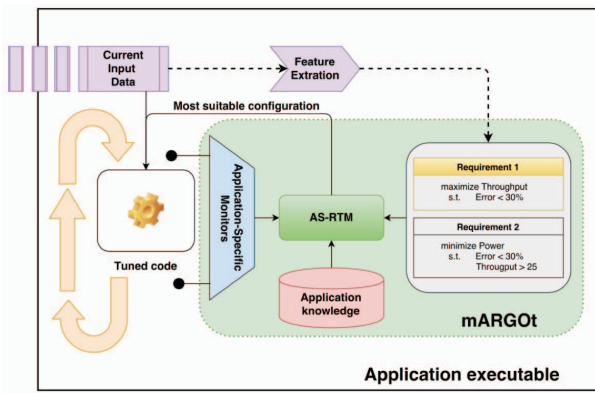 Current
Input
Data
Feature
Extration
Most suitable configuration
Application-Specific
Monitors
AS-RTM
Requirement 1
maximize Throughput
s.t. Error < 30%
Requirement 2
minimize Power
s.t. Error < 30%
Througput > 25
Tuned code
Application
knowledge
mARGOt
Application executable